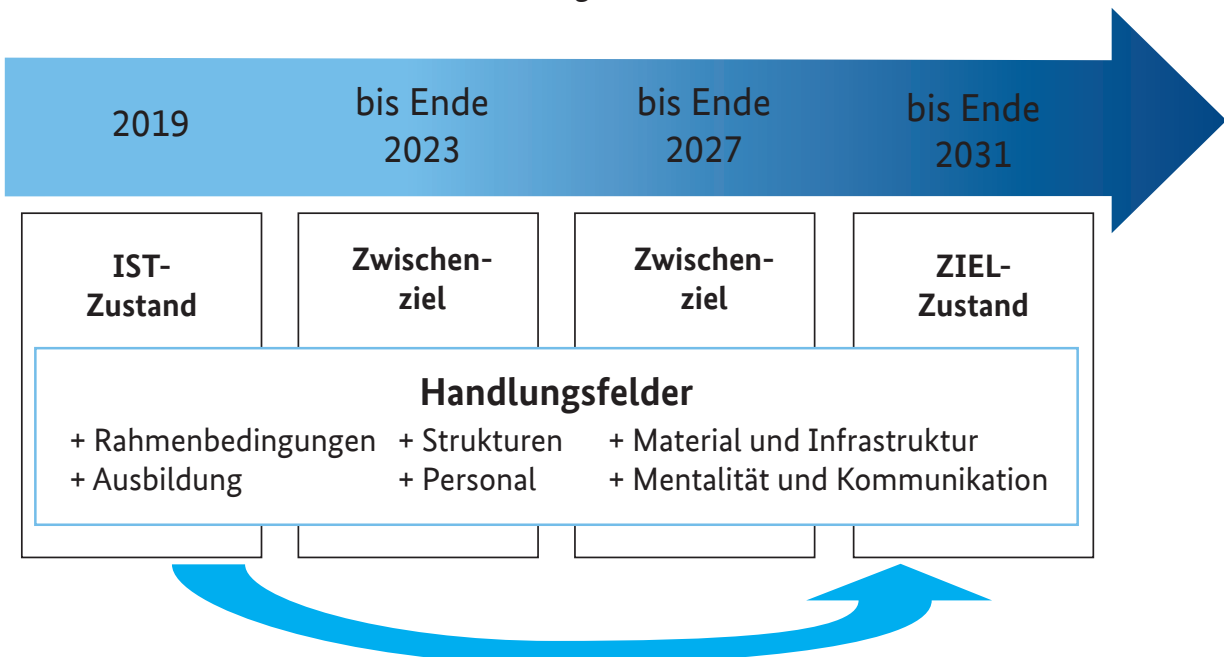 2019
bis Ende
2023
bis Ende
2027
bis Ende
2031
IST-
Zustand
Zwischen-
ziel
Zwischen-
ziel
ZIEL-
Zustand
Handlungsfelder
+ Rahmenbedingungen + Strukturen + Material und Infrastruktur
+ Ausbildung + Personal + Mentalität und Kommunikation